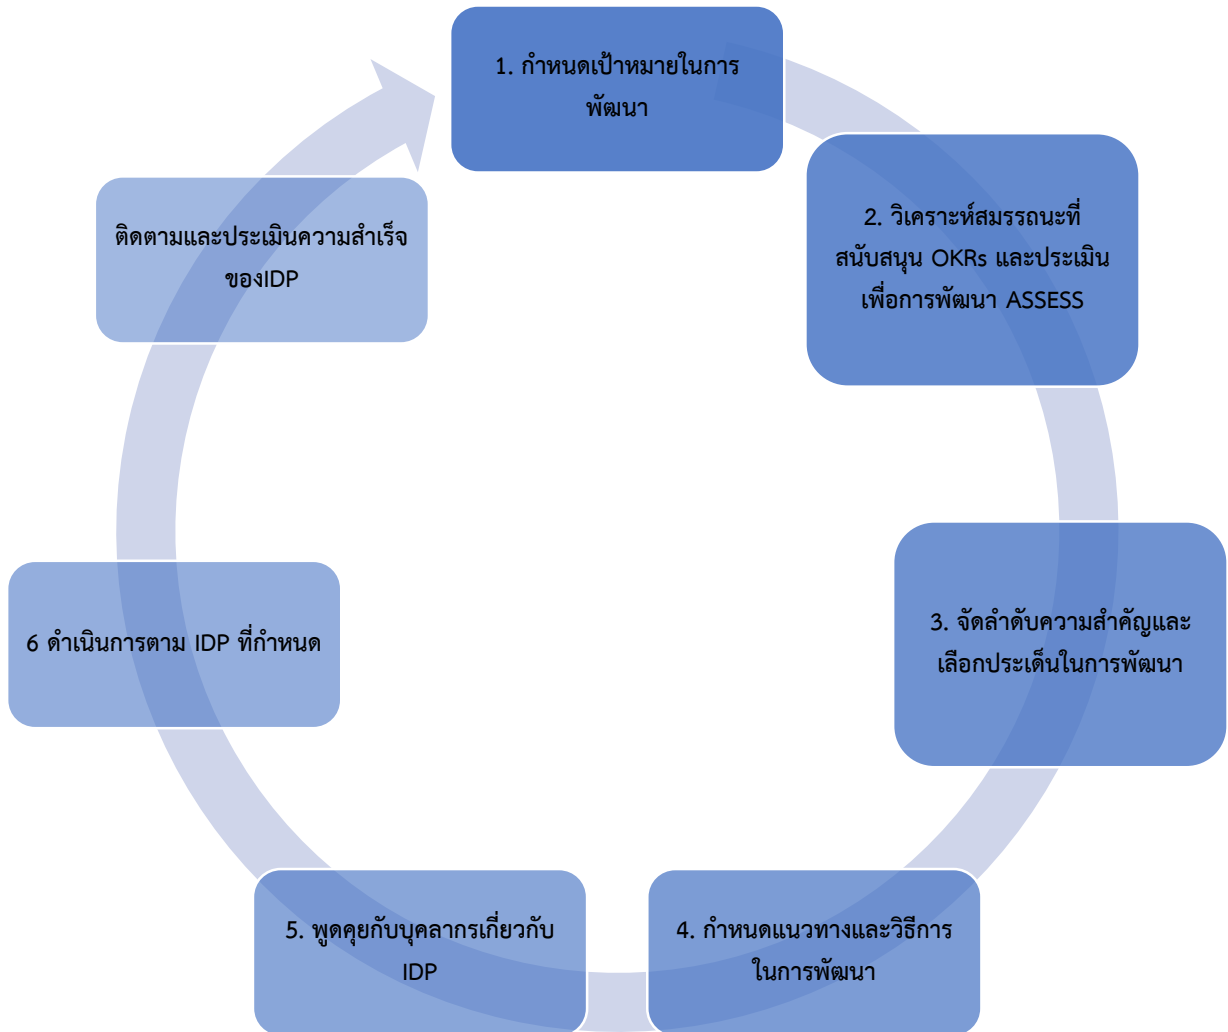 1. กำหนดเป้าหมายในการ
พัฒนา
2. วิเคราะห์สมรรถนะที่
สนับสนุน OKRs และประเมิน
เพื่อการพัฒนา ASSESS
3. จัดลำดับความสำคัญและ
เลือกประเด็นในการพัฒนา
4. กำหนดแนวทางและวิธีการ
ในการพัฒนา
5. พูดคุยกับบุคลากรเกี่ยวกับ
IDP
6 ดำเนินการตาม IDP ที่กำหนด
ติดตามและประเมินความสำเร็จ
ของIDP